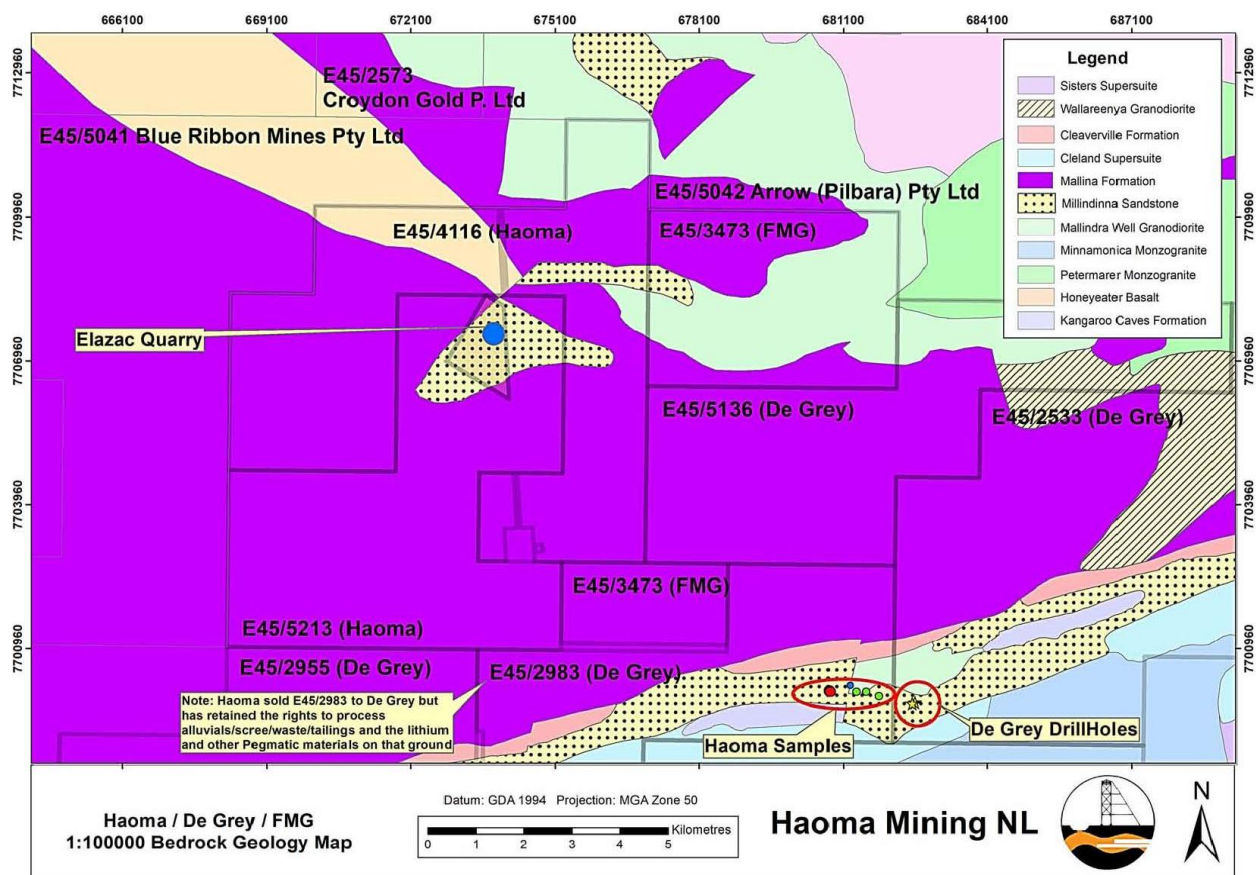 666100 669100 672100 675100 678100 681100 684100 687100
7712960
7709960
7706960
7703960
7700960
7712960
7709960
7706960
7703960
7700960
Legend
Sisters Supersuite
Wallareenya Granodiorite
Cleaverville Formation
Cleland Supersuite
Mallina Formation
Millindinna Sandstone
Mallindra Well Granodiorite
Minnamonica Monzogranite
Petermarer Monzogranite
Honeyeater Basalt
Kangaroo Caves Formation
E45/2573
Croydon Gold P. Ltd
E45/5041 Blue Ribbon Mines Pty Ltd
E45/5042 Arrow (Pilbara) Pty Ltd
E45/4116 (Haoma)
E45/3473 (FMG)
Elazac Quarry
E45/5136 (De Grey)
E45/2533 (De Grey)
E45/3473 (FMG)
E45/5213 (Haoma)
E45/2955 (De Grey)
E45/2983 (De Grey)
Note: Haoma sold E45/2983 to De Grey but
has retained the rights to process
alluvials/scree/waste/tailings and the lithium
and other Pegmatic materials on that ground
Haoma Samples
De Grey DrillHoles
Haoma / De Grey / FMG
1:100000 Bedrock Geology Map
Datum: GDA 1994 Projection: MGA Zone 50
Kilometres
0 1 2 3 4 5
Haoma Mining NL
N